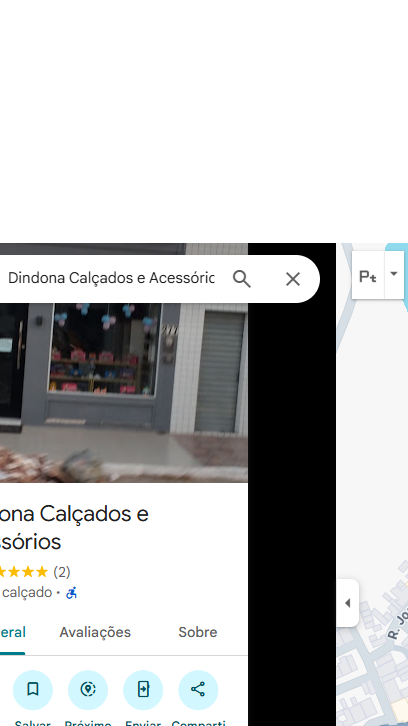 Dindona Calçados e Acessóric
Pt
ona Calçados e
ssórios
(2)
calçado ·
eral Avaliações Sobre
R. Jo
Salvar Próximo Enviar Comparti